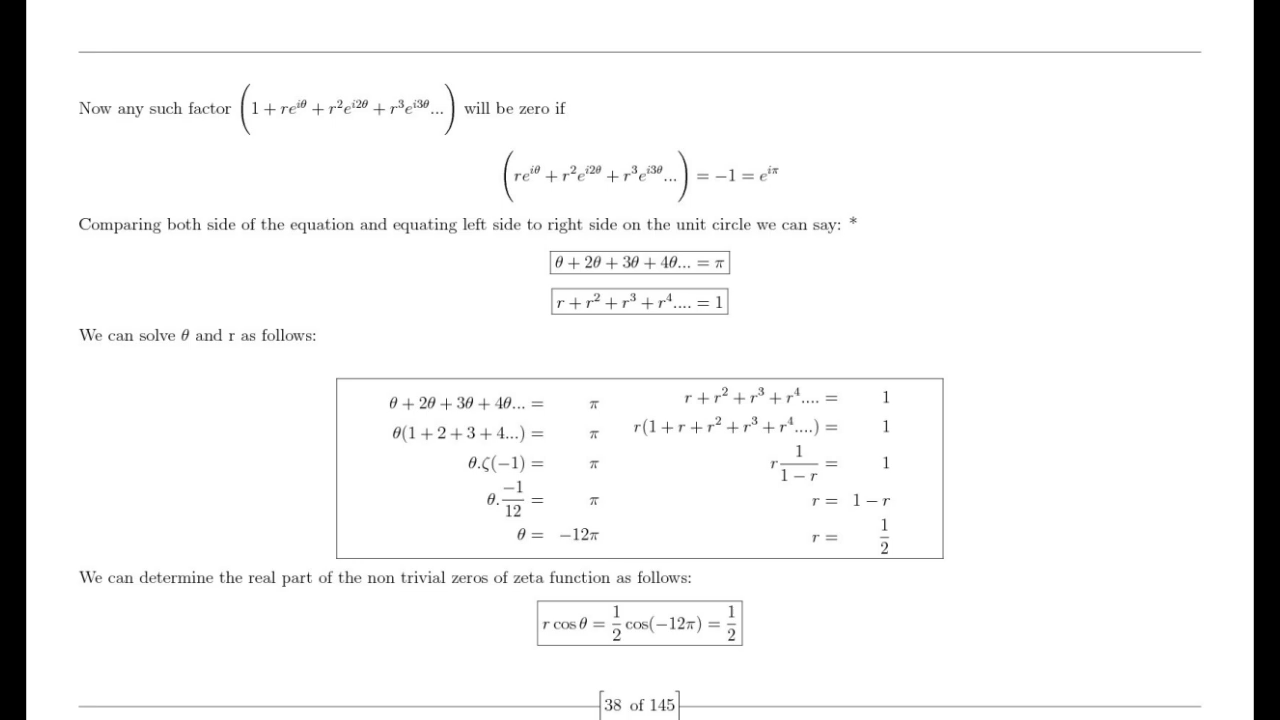 Now any such factor (1 + re^{iθ} + r^2e^{i2θ} + r^3e^{i3θ}...) will be zero if
(re^{iθ} + r^2e^{i2θ} + r^3e^{i3θ}...) = −1 = e^{iπ}
Comparing both side of the equation and equating left side to right side on the unit circle we can say: *
θ + 2θ + 3θ + 4θ... = π
r + r^2 + r^3 + r^4.... = 1
We can solve θ and r as follows:
θ + 2θ + 3θ + 4θ... = π
θ(1 + 2 + 3 + 4...) = π
θ.ζ(−1) = π
θ.\frac{−1}{12} = π
θ = −12π
r + r^2 + r^3 + r^4.... = 1
r(1 + r + r^2 + r^3 + r^4....) = 1
r\frac{1}{1 − r} = 1
r = 1 − r
r = \frac{1}{2}
We can determine the real part of the non trivial zeros of zeta function as follows:
r cos θ = \frac{1}{2} cos(−12π) = \frac{1}{2}
[38 of 145]